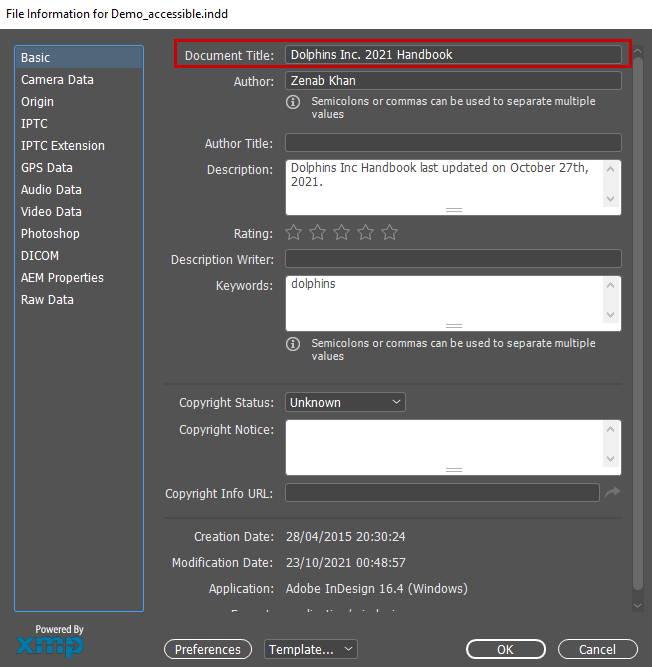 File Information for Demo_accessible.indd
Basic
Camera Data
Origin
IPTC
IPTC Extension
GPS Data
Audio Data
Video Data
Photoshop
DICOM
AEM Properties
Raw Data
Document Title: Dolphins Inc. 2021 Handbook
Author: Zenab Khan
Semicolons or commas can be used to separate multiple
values
Author Title:
Description: Dolphins Inc Handbook last updated on October 27th,
2021.
Rating:
Description Writer:
Keywords: dolphins
Semicolons or commas can be used to separate multiple
values
Copyright Status: Unknown
Copyright Notice:
Copyright Info URL:
Creation Date: 28/04/2015 20:30:24
Modification Date: 23/10/2021 00:48:57
Application: Adobe InDesign 16.4 (Windows)
Powered By
xmp
Preferences
Template...
OK
Cancel